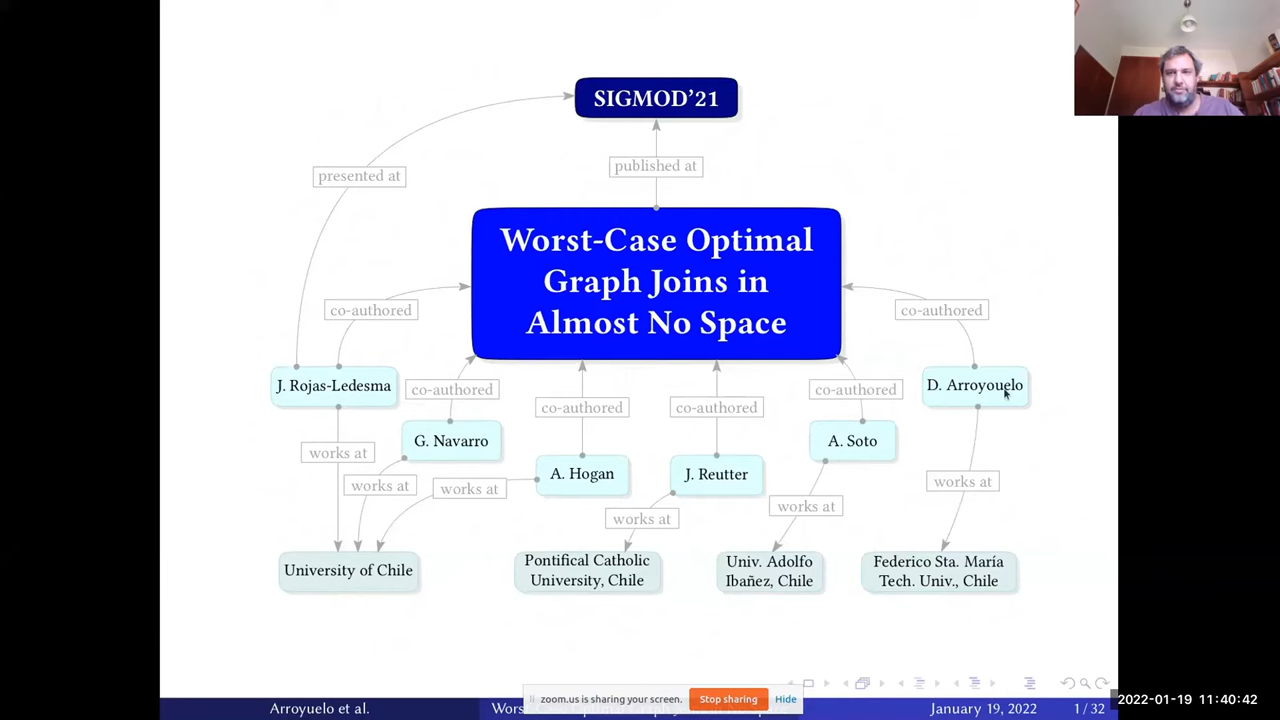 SIGMOD’21
presented at
published at
Worst-Case Optimal
Graph Joins in
Almost No Space
co-authored
co-authored
J. Rojas-Ledesma
co-authored
co-authored
co-authored
co-authored
D. Arroyouelo
G. Navarro
A. Soto
works at
A. Hogan
J. Reutter
works at
works at
works at
works at
works at
University of Chile
Pontifical Catholic
University, Chile
Univ. Adolfo
Ibañez, Chile
Federico Sta. María
Tech. Univ., Chile
zoom.us is sharing your screen.
Stop sharing
Hide
Arroyuelo et al.
January 19, 2022
1 / 32
2022-01-19 11:40:42